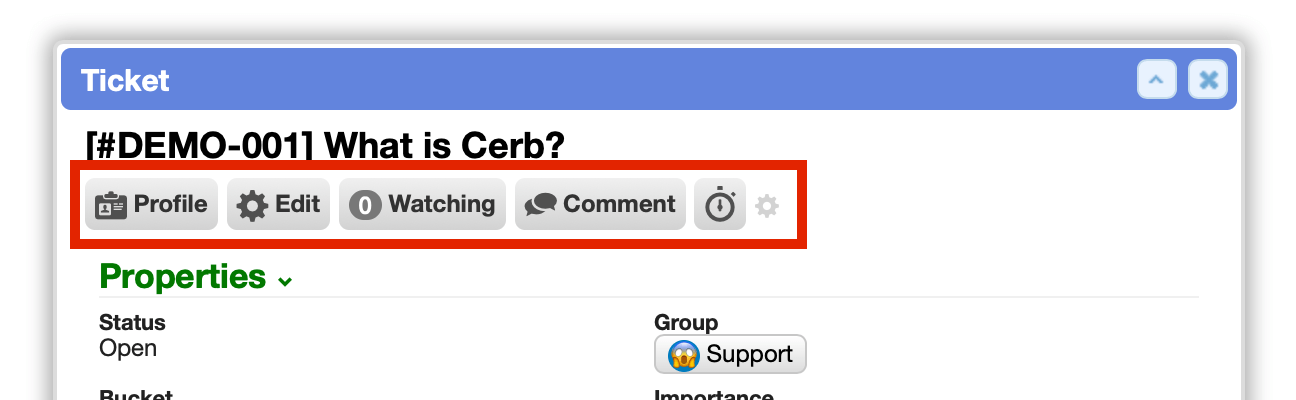 Ticket
[#DEMO-001] What is Cerb?
Profile Edit 0 Watching Comment
Properties
Status Group
Open Support
Bucket Importance